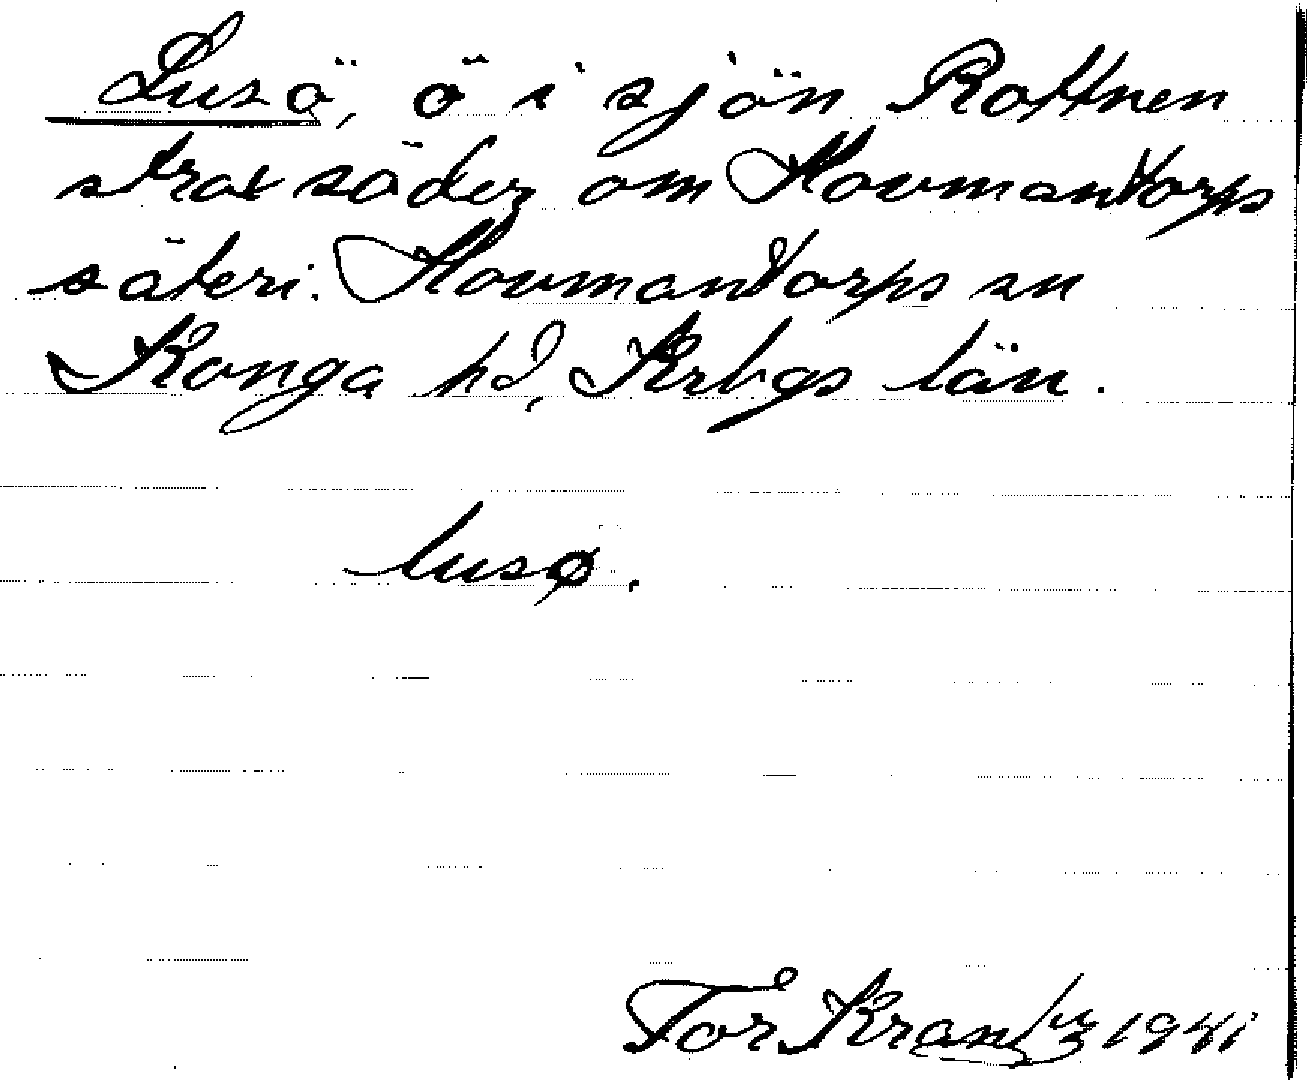 Lusö, ö i sjön Rottnen
strax söder om Hovmantorps
säteri. Hovmantorps sn
Konga hd, Krbgs län.
lusø.
Tor Krantz 1941